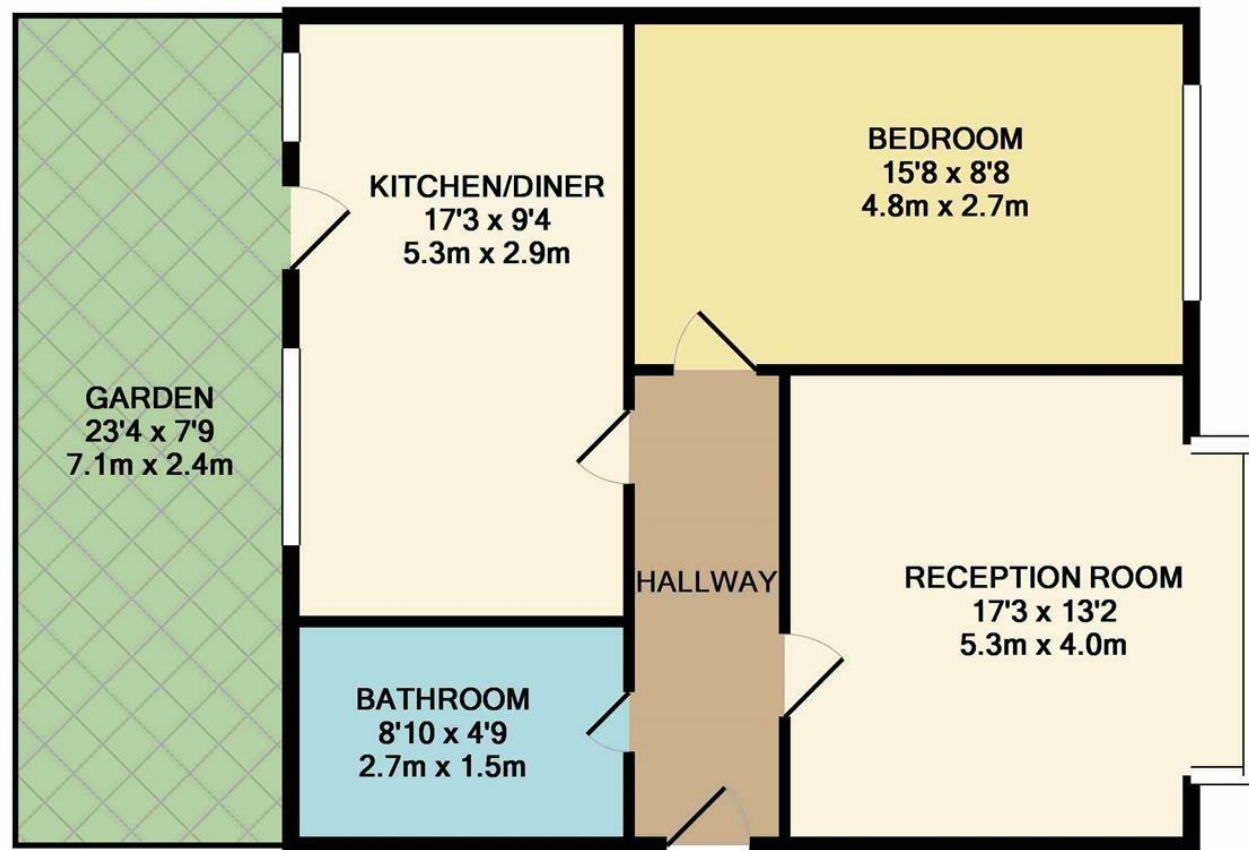 KITCHEN/DINER
17'3 x 9'4
5.3m x 2.9m
BEDROOM
15'8 x 8'8
4.8m x 2.7m
GARDEN
23'4 x 7'9
7.1m x 2.4m
HALLWAY
RECEPTION ROOM
17'3 x 13'2
5.3m x 4.0m
BATHROOM
8'10 x 4'9
2.7m x 1.5m